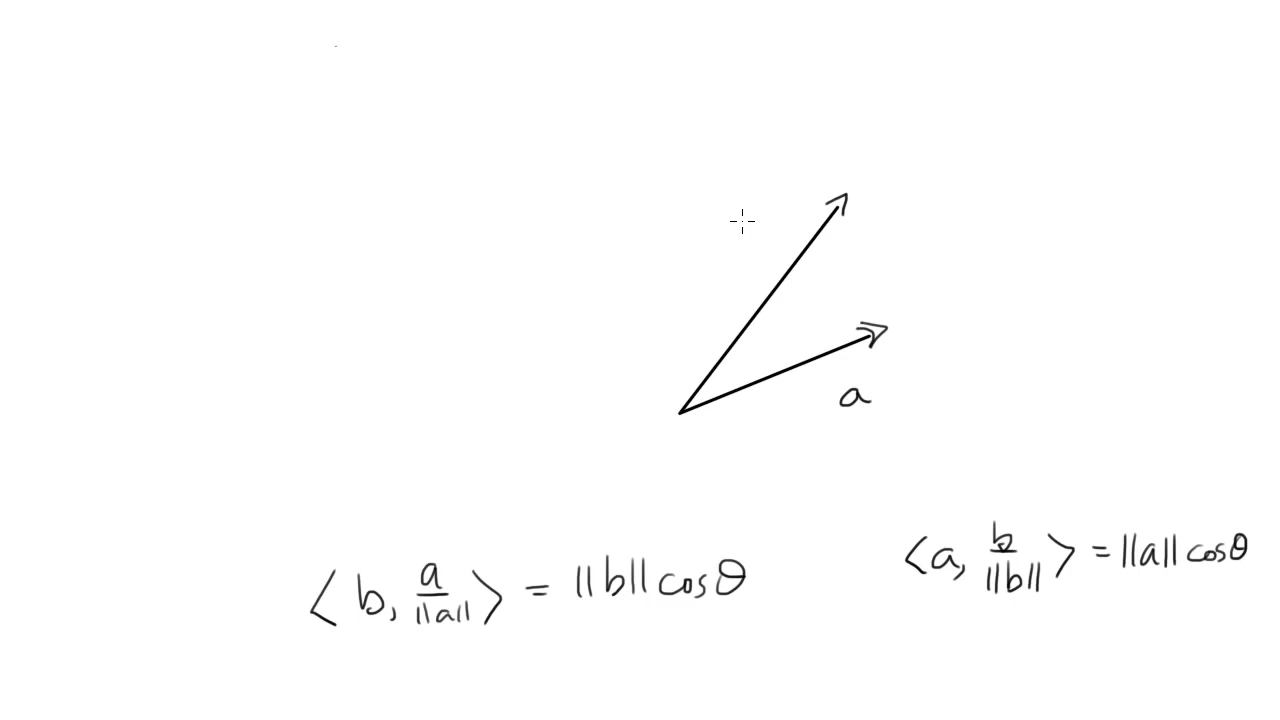 a
⟨b, a/||a||⟩ = ||b|| cos θ
⟨a, b/||b||⟩ = ||a|| cos θ